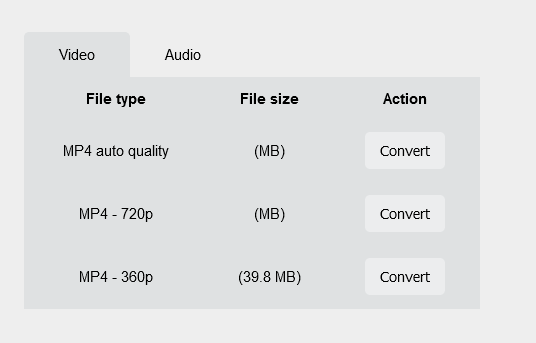 Video Audio
File type File size Action
MP4 auto quality (MB) Convert
MP4 - 720p (MB) Convert
MP4 - 360p (39.8 MB) Convert